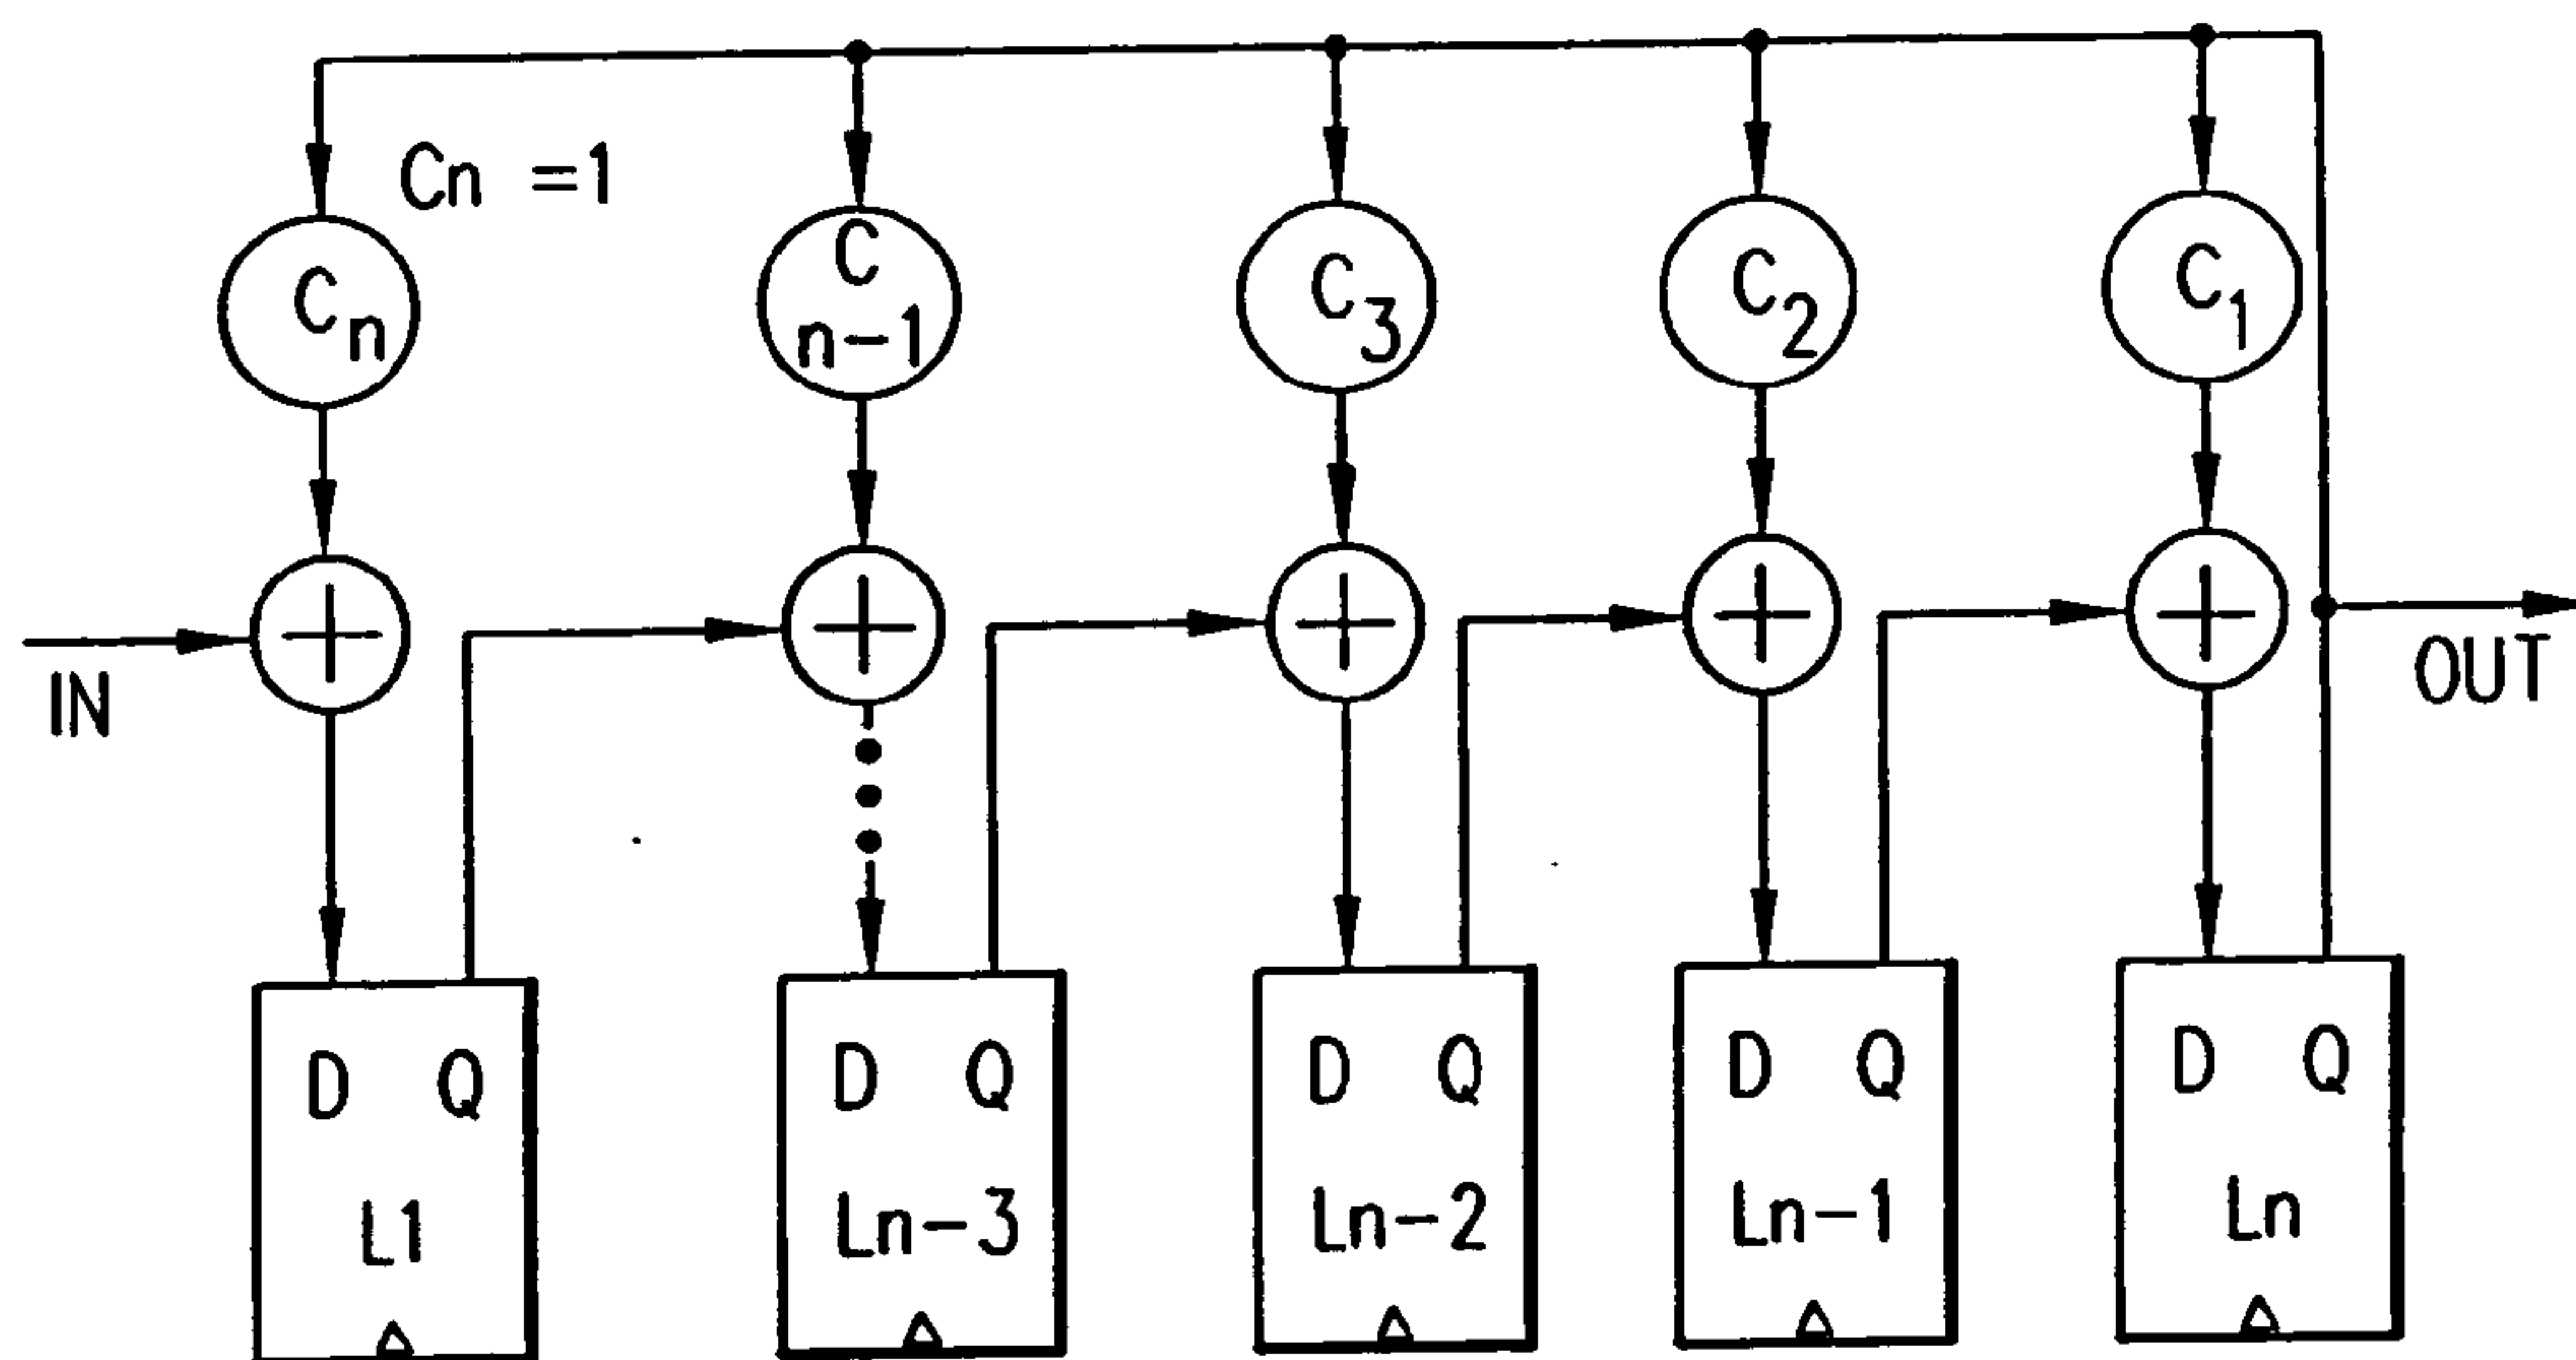 Cn =1
C
Cn
n-1
C3
C2
C1
IN
OUT
D Q
L1
D Q
Ln-3
D Q
Ln-2
D Q
Ln-1
D Q
Ln